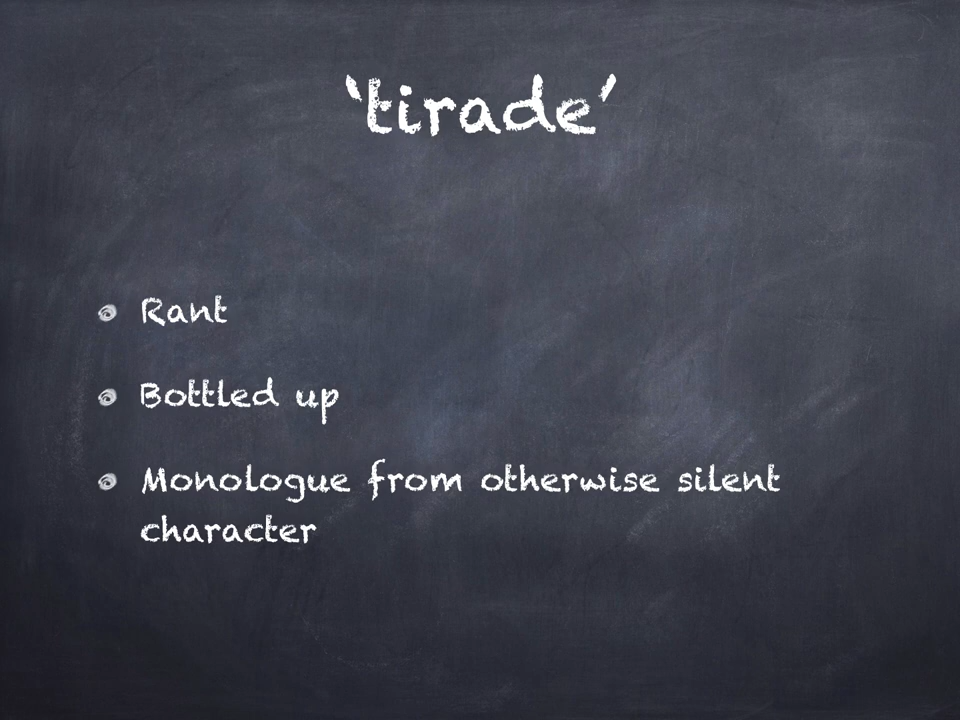 ‘tirade’
Rant
Bottled up
Monologue from otherwise silent
character